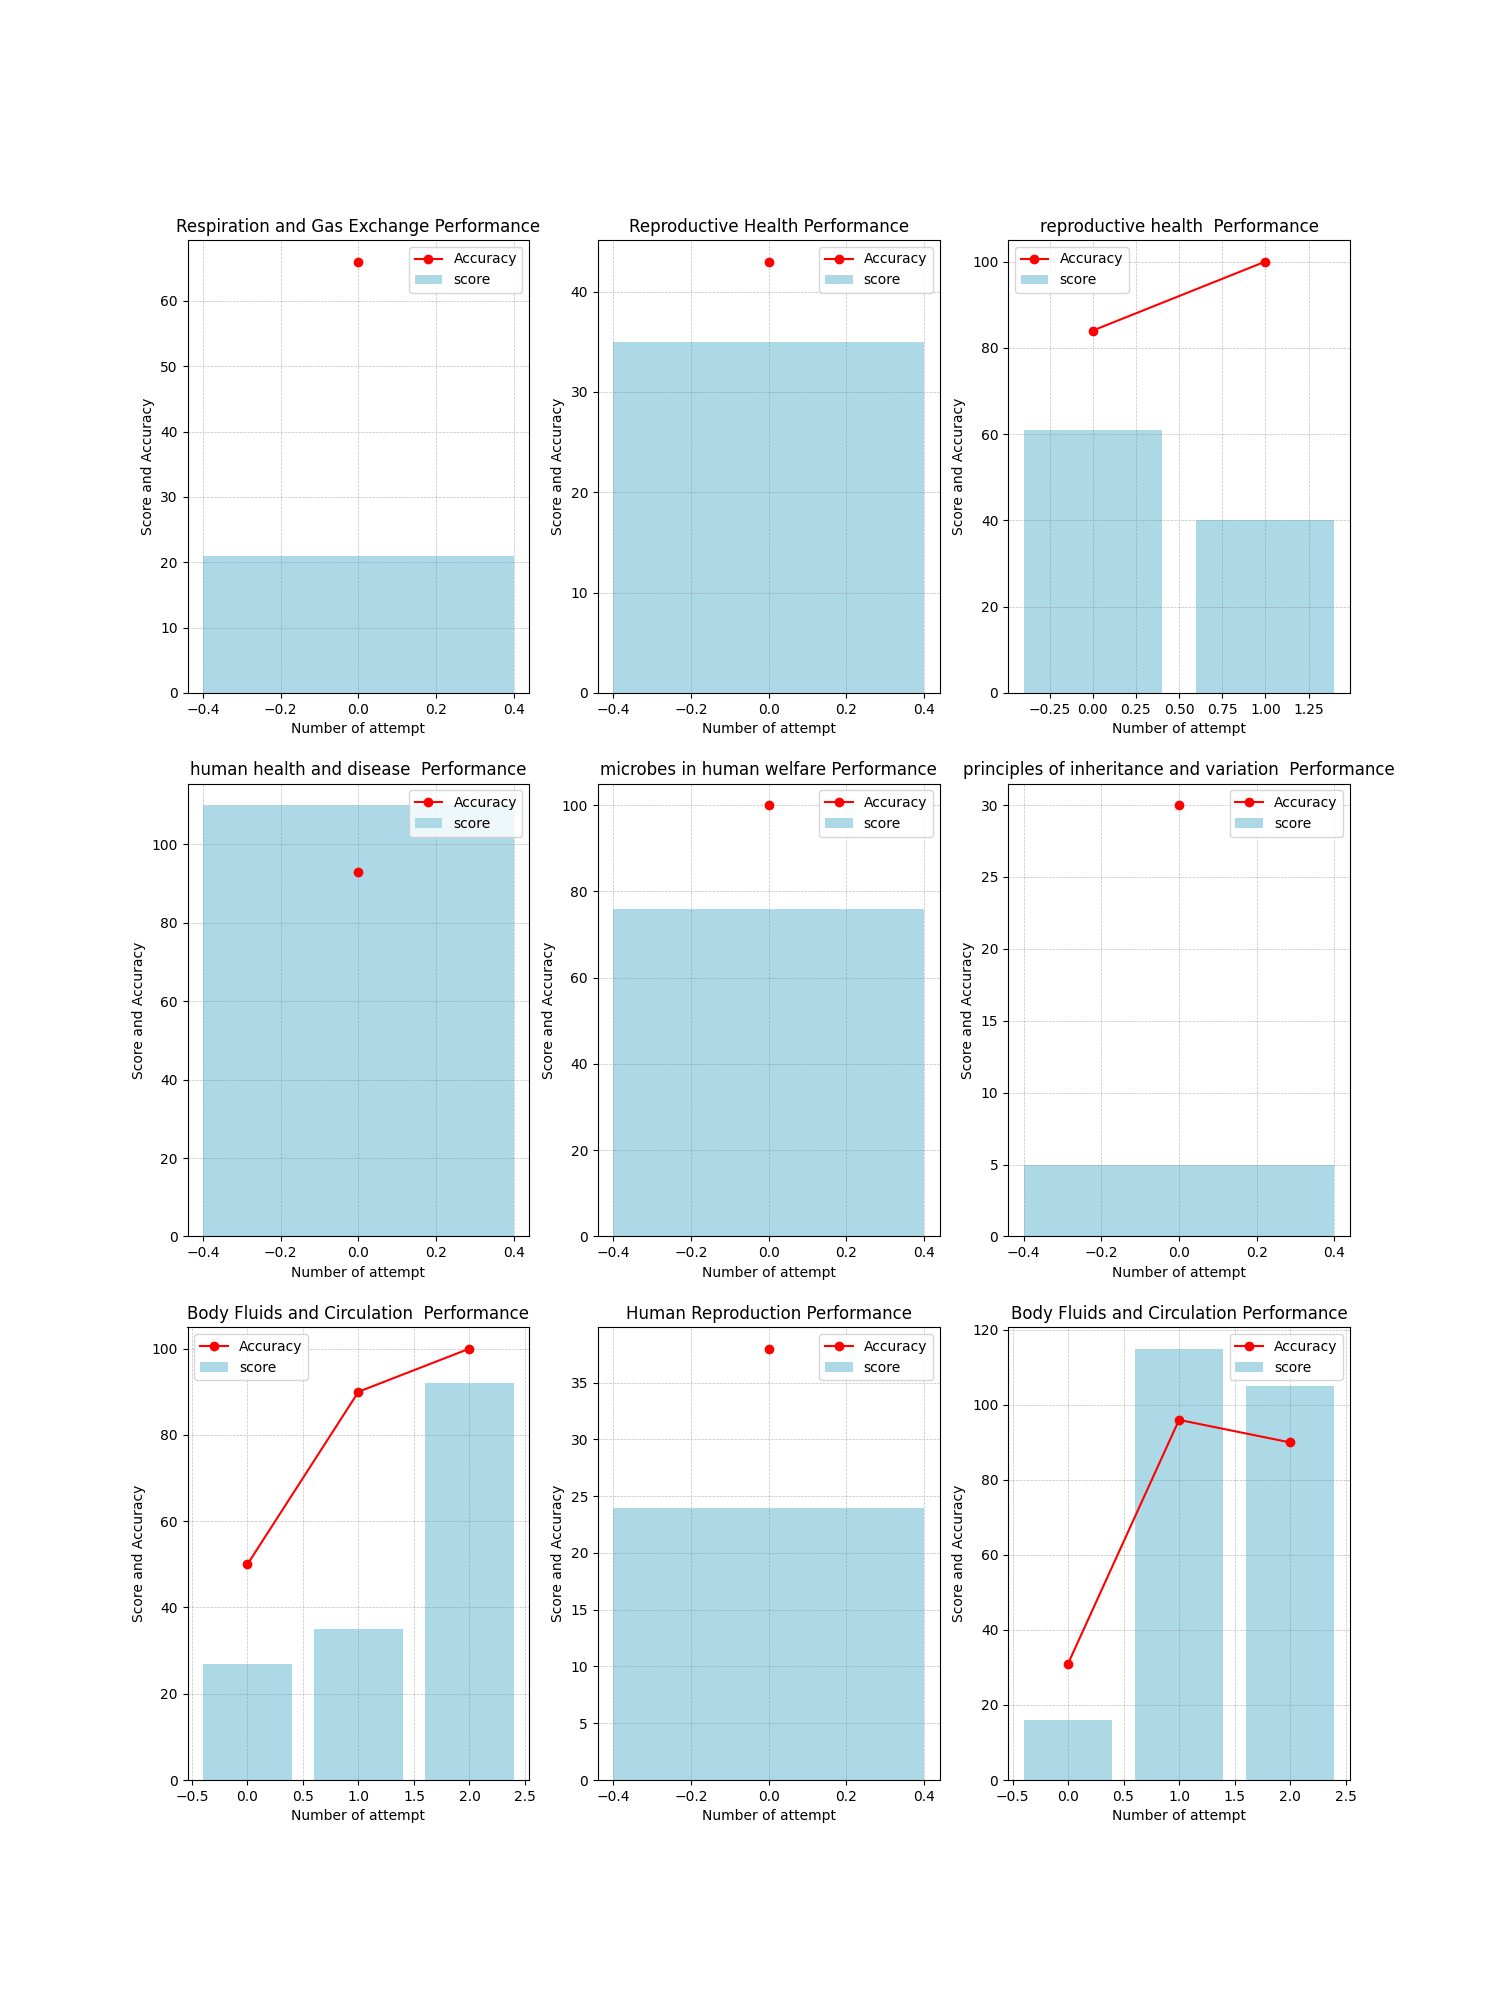 Respiration and Gas Exchange Performance
Accuracy
score
60
50
40
30
20
10
0
Score and Accuracy
−0.4 −0.2 0.0 0.2 0.4
Number of attempt
Reproductive Health Performance
Accuracy
score
40
30
20
10
0
Score and Accuracy
−0.4 −0.2 0.0 0.2 0.4
Number of attempt
reproductive health  Performance
Accuracy
score
100
80
60
40
20
0
Score and Accuracy
−0.25 0.00 0.25 0.50 0.75 1.00 1.25
Number of attempt
human health and disease  Performance
Accuracy
score
100
80
60
40
20
0
Score and Accuracy
−0.4 −0.2 0.0 0.2 0.4
Number of attempt
microbes in human welfare Performance
Accuracy
score
100
80
60
40
20
0
Score and Accuracy
−0.4 −0.2 0.0 0.2 0.4
Number of attempt
principles of inheritance and variation  Performance
Accuracy
score
30
25
20
15
10
5
0
Score and Accuracy
−0.4 −0.2 0.0 0.2 0.4
Number of attempt
Body Fluids and Circulation  Performance
Accuracy
score
100
80
60
40
20
0
Score and Accuracy
−0.5 0.0 0.5 1.0 1.5 2.0 2.5
Number of attempt
Human Reproduction Performance
Accuracy
score
35
30
25
20
15
10
5
0
Score and Accuracy
−0.4 −0.2 0.0 0.2 0.4
Number of attempt
Body Fluids and Circulation Performance
Accuracy
score
120
100
80
60
40
20
0
Score and Accuracy
−0.5 0.0 0.5 1.0 1.5 2.0 2.5
Number of attempt